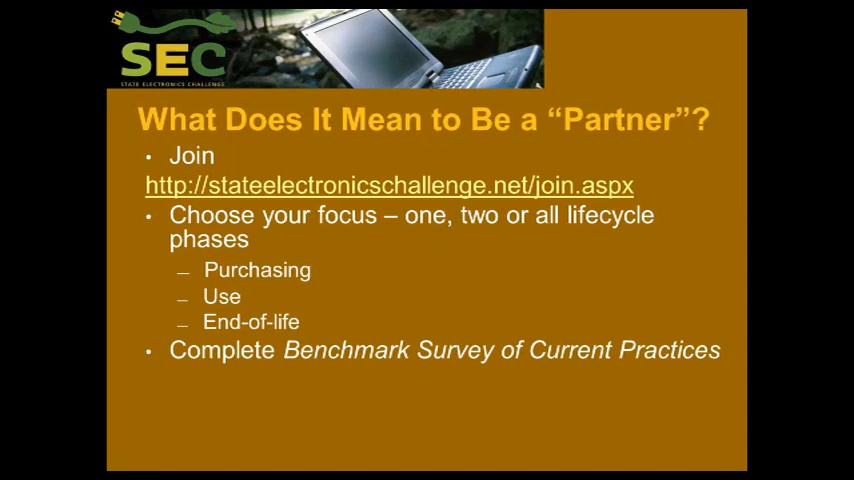 SEC
STATE ELECTRONICS CHALLENGE
What Does It Mean to Be a “Partner”?
• Join
http://stateelectronicschallenge.net/join.aspx
• Choose your focus – one, two or all lifecycle
phases
– Purchasing
– Use
– End-of-life
• Complete Benchmark Survey of Current Practices